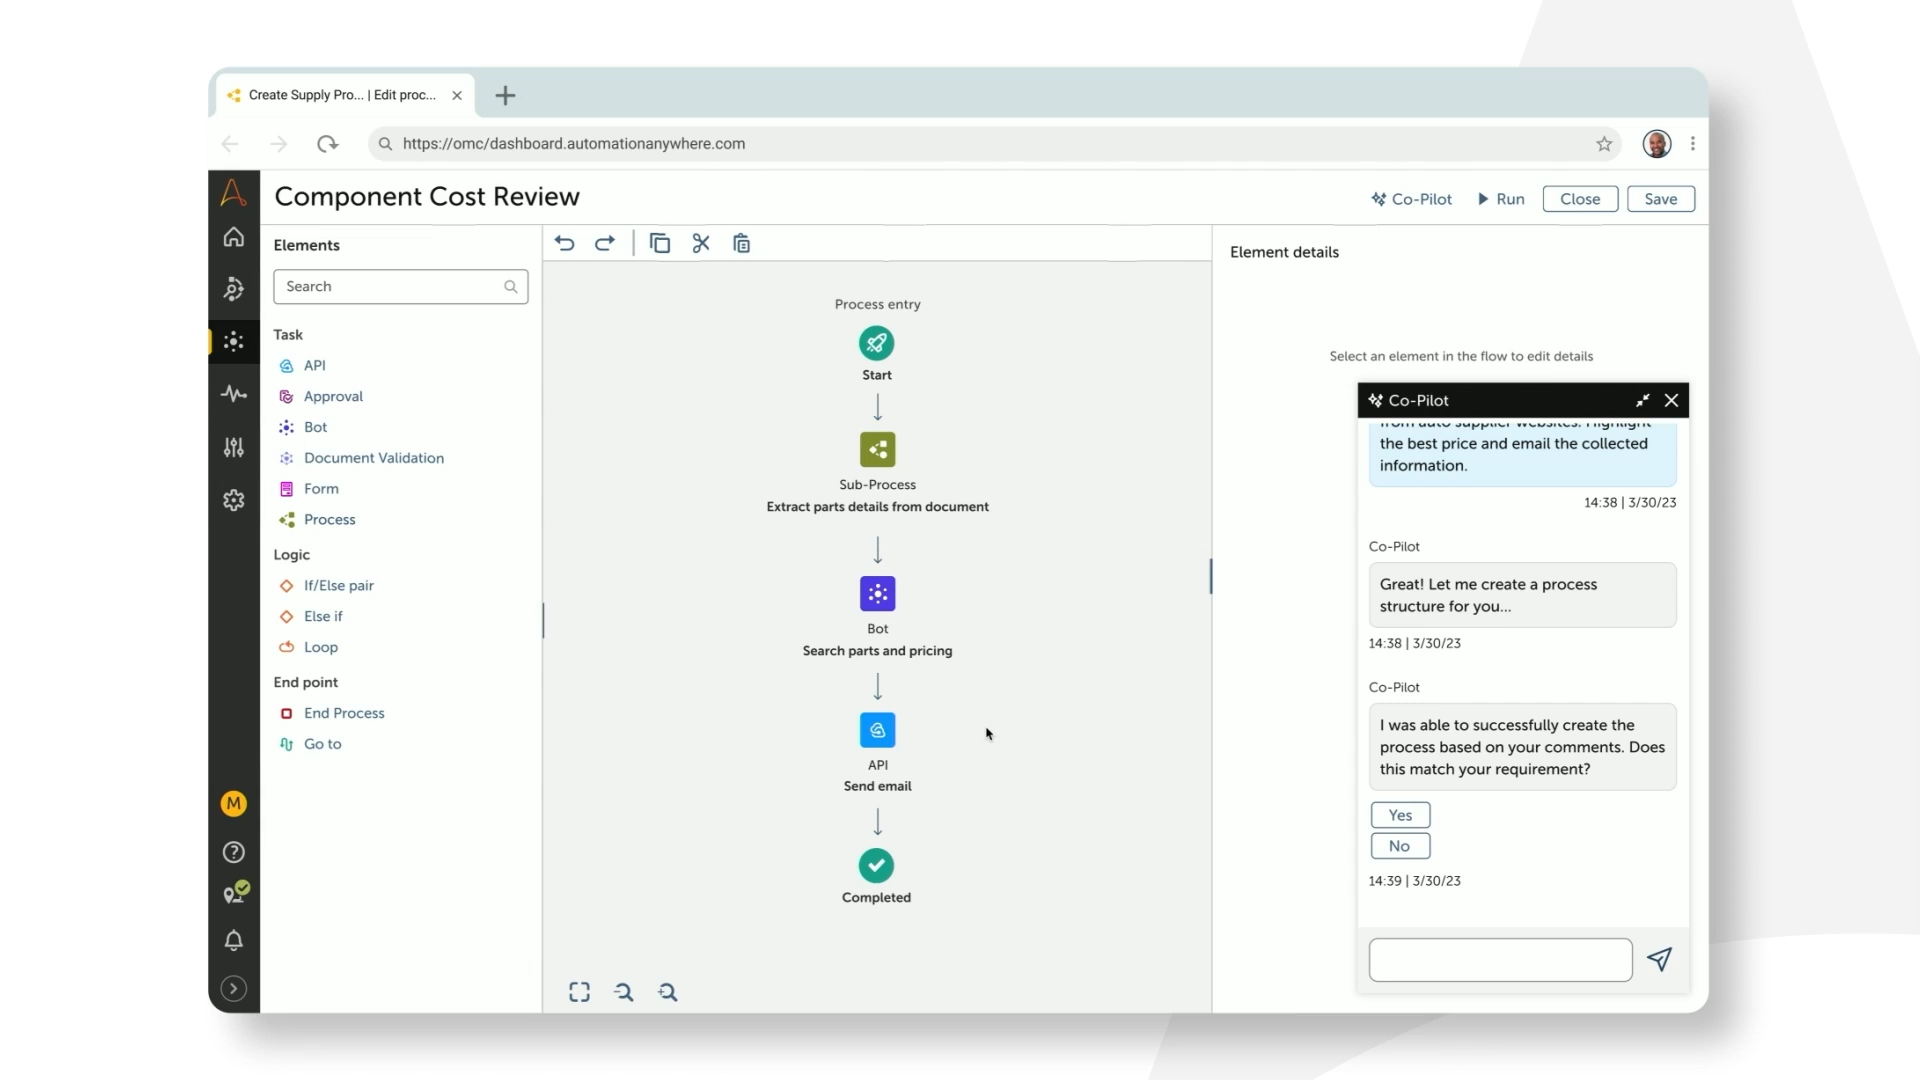 Create Supply Pro... | Edit proc...
https://omc/dashboard.automationanywhere.com
Component Cost Review
Co-Pilot
Run
Close
Save
Elements
Search
Task
API
Approval
Bot
Document Validation
Form
Process
Logic
If/Else pair
Else if
Loop
End point
End Process
Go to
M
Process entry
Start
Sub-Process
Extract parts details from document
Bot
Search parts and pricing
API
Send email
Completed
Element details
Select an element in the flow to edit details
Co-Pilot
from auto supplier websites. Highlight
the best price and email the collected
information.
14:38 | 3/30/23
Co-Pilot
Great! Let me create a process
structure for you...
14:38 | 3/30/23
Co-Pilot
I was able to successfully create the
process based on your comments. Does
this match your requirement?
Yes
No
14:39 | 3/30/23